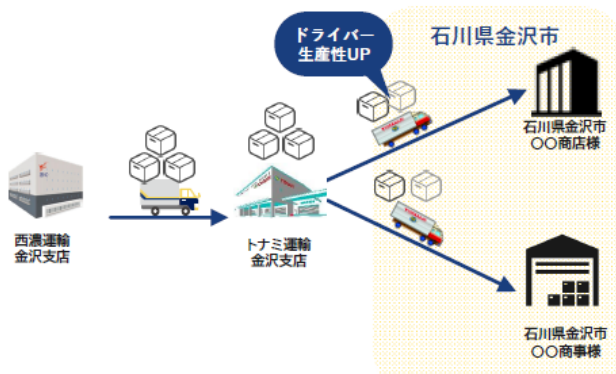 ドライバー
生産性UP
石川県金沢市
石川県金沢市
〇〇商店様
西濃運輸
金沢支店
トナミ運輸
金沢支店
石川県金沢市
〇〇商事様